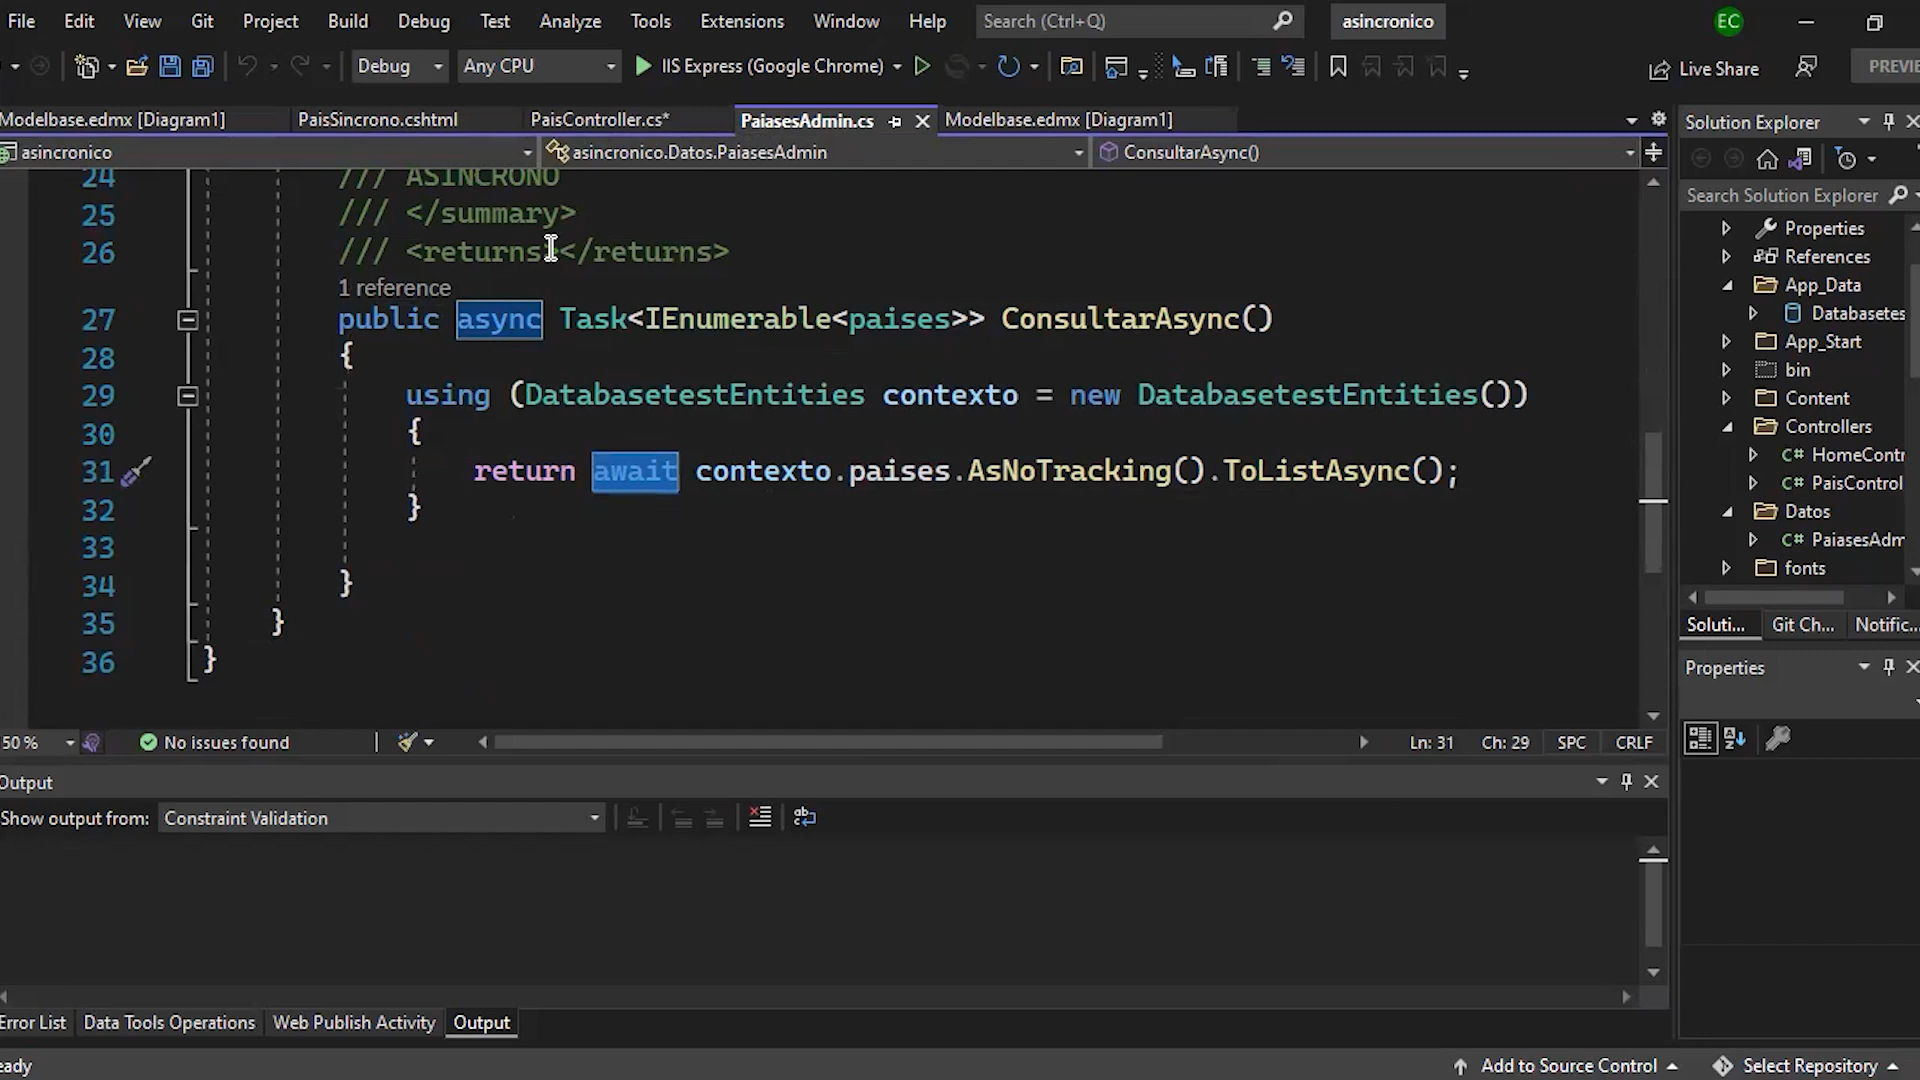 File Edit View Git Project Build Debug Test Analyze Tools Extensions Window Help Search (Ctrl+Q) asincronico EC
Debug Any CPU IIS Express (Google Chrome) Live Share PREVIE
Modelbase.edmx [Diagram1] PaisSincrono.cshtml PaisController.cs* PaiasesAdmin.cs Modelbase.edmx [Diagram1]
asincronico asincronico.Datos.PaiasesAdmin ConsultarAsync()
24 /// ASINCRONO
25 /// </summary>
26 /// <returns></returns>
1 reference
27 public async Task<IEnumerable<paises>> ConsultarAsync()
28 {
29 using (DatabasetestEntities contexto = new DatabasetestEntities())
30 {
31 return await contexto.paises.AsNoTracking().ToListAsync();
32 }
33
34 }
35 }
36 }
50 % No issues found Ln: 31 Ch: 29 SPC CRLF
Output
Show output from: Constraint Validation
Error List Data Tools Operations Web Publish Activity Output
Solution Explorer
Search Solution Explorer
Properties
References
App_Data
Databasetes
App_Start
bin
Content
Controllers
C# HomeContr
C# PaisControl
Datos
C# PaiasesAdm
fonts
Soluti... Git Ch... Notific...
Properties
eady Add to Source Control Select Repository